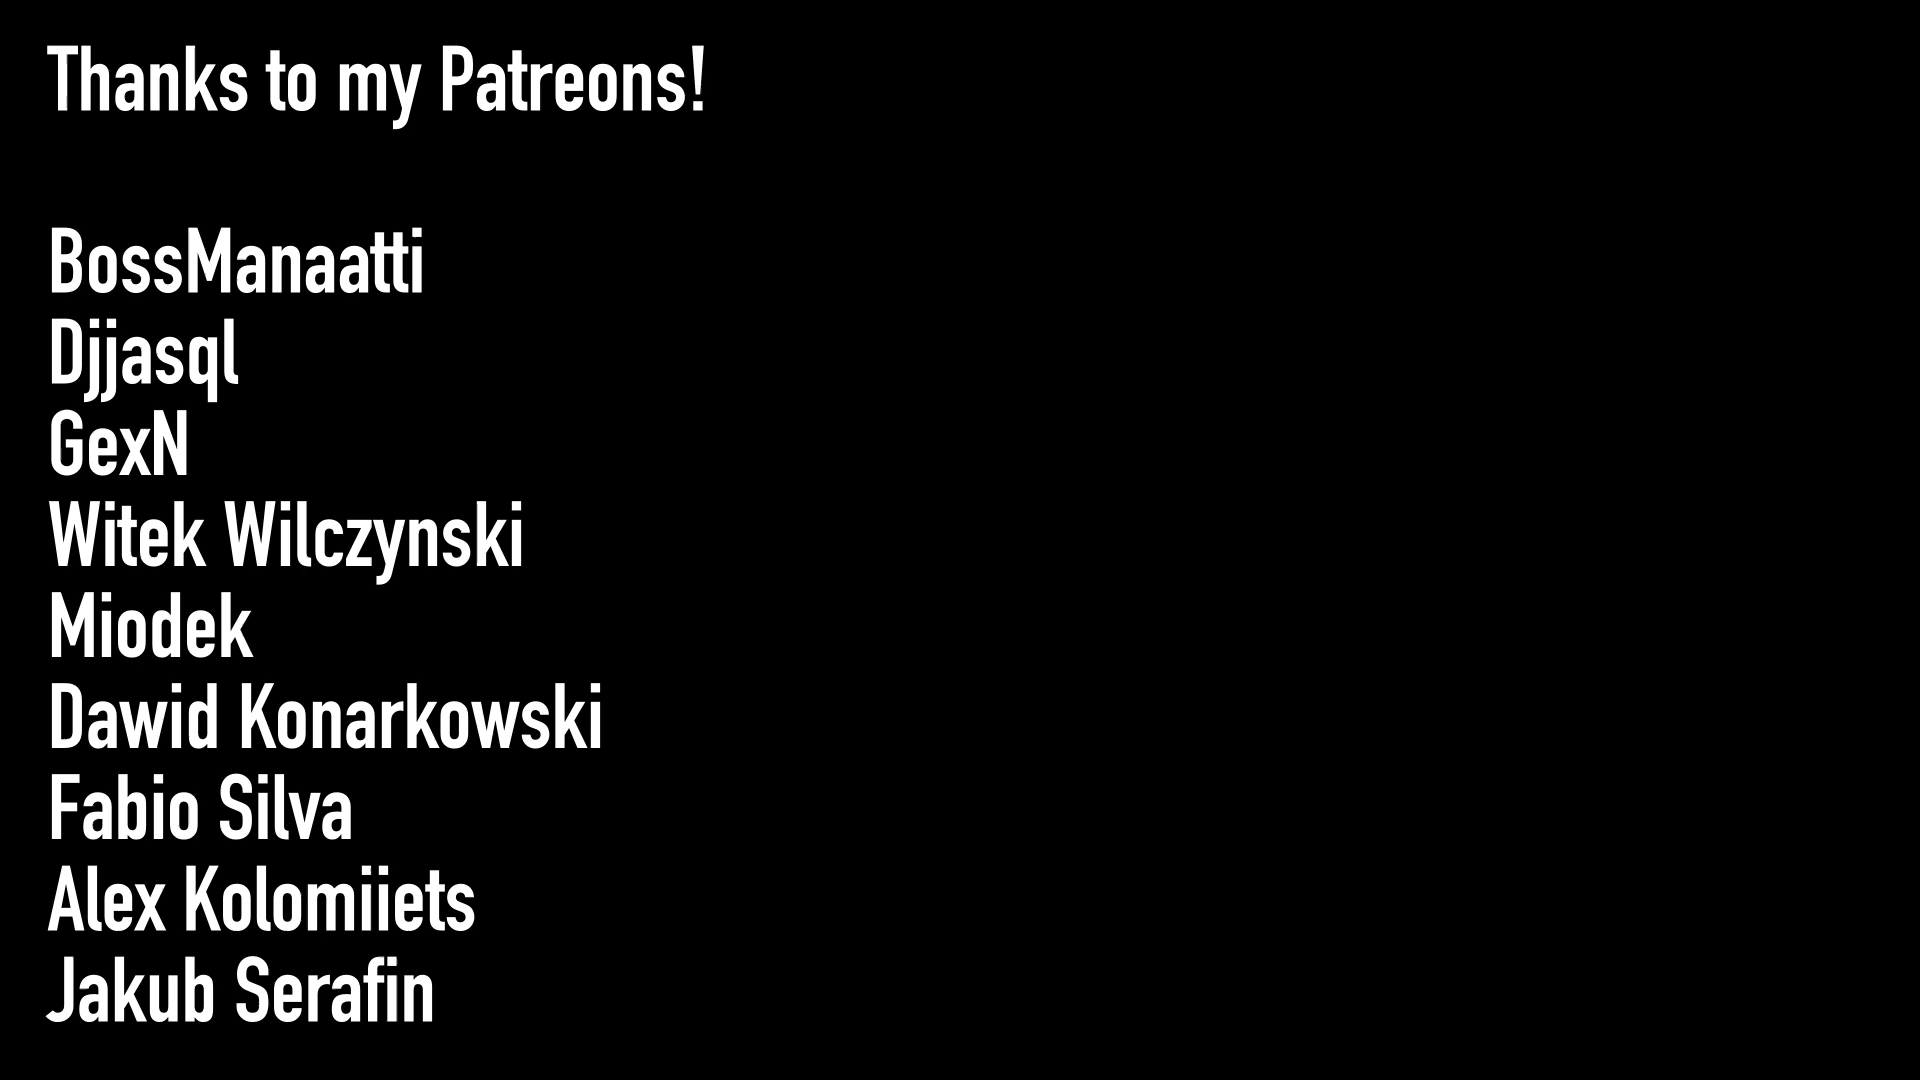 Thanks to my Patreons!
BossManaatti
Djjasql
GexN
Witek Wilczynski
Miodek
Dawid Konarkowski
Fabio Silva
Alex Kolomiiets
Jakub Serafin